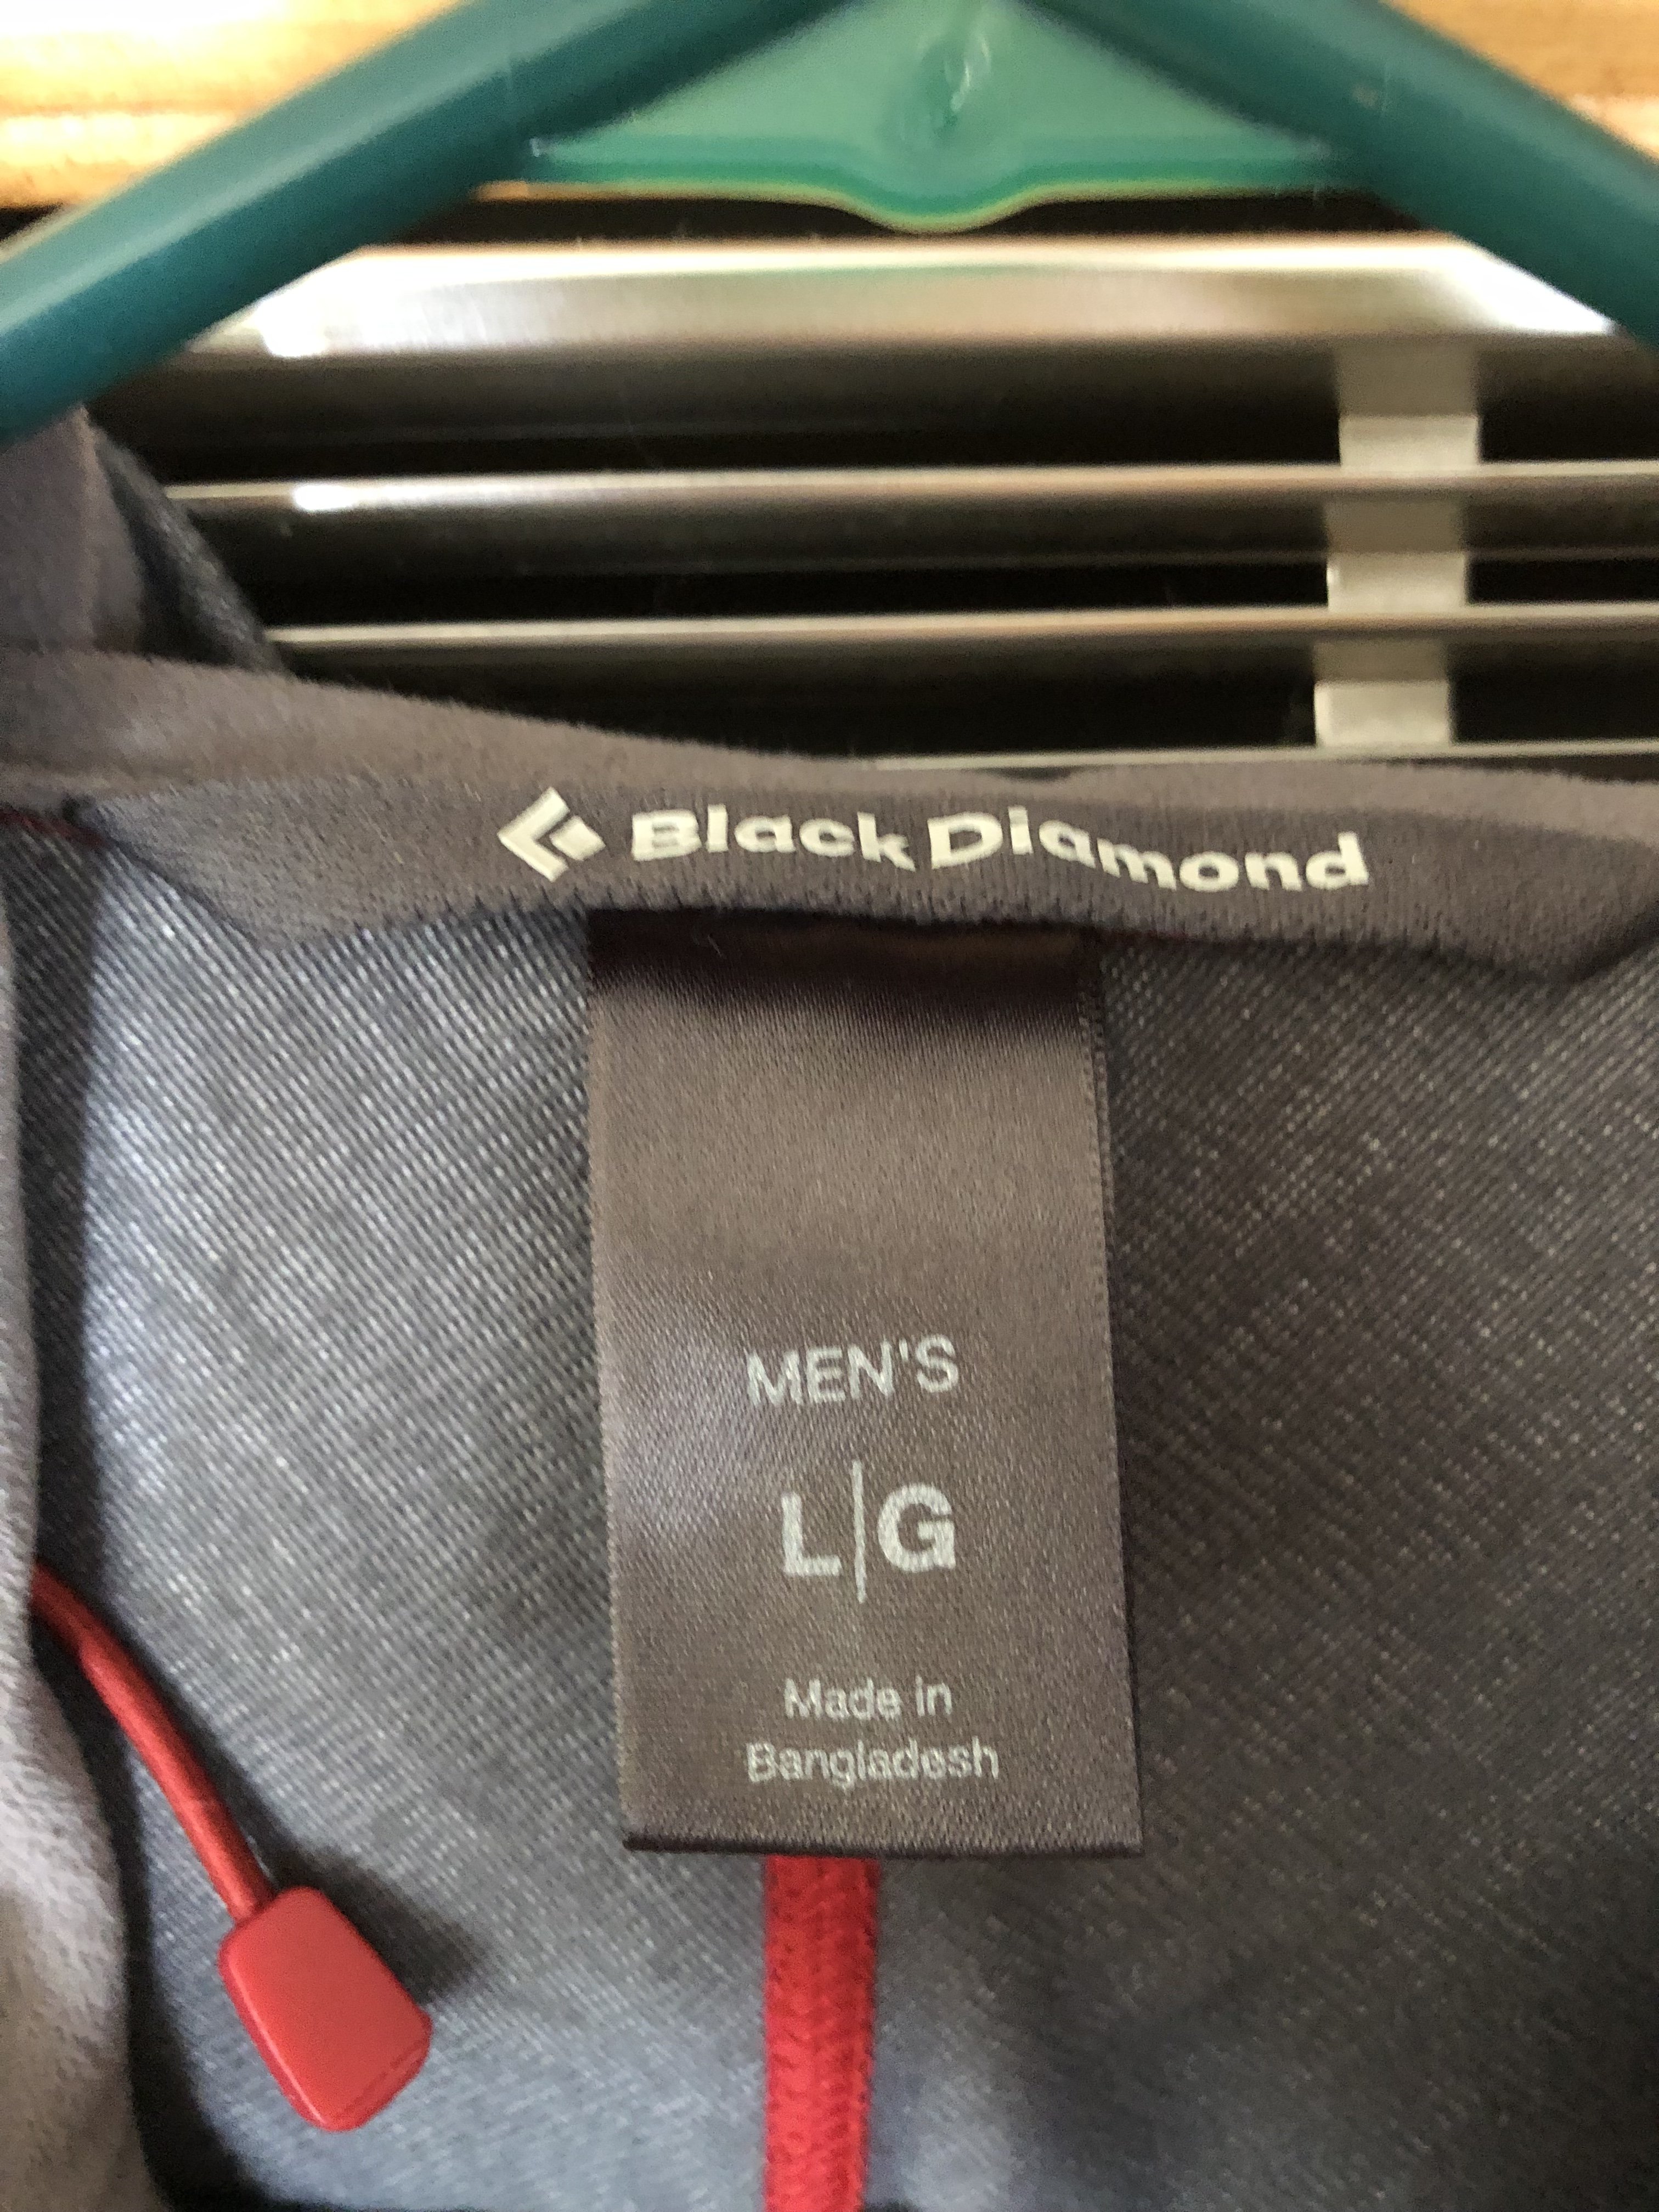 Black Diamond
MEN'S
L|G
Made in
Bangladesh